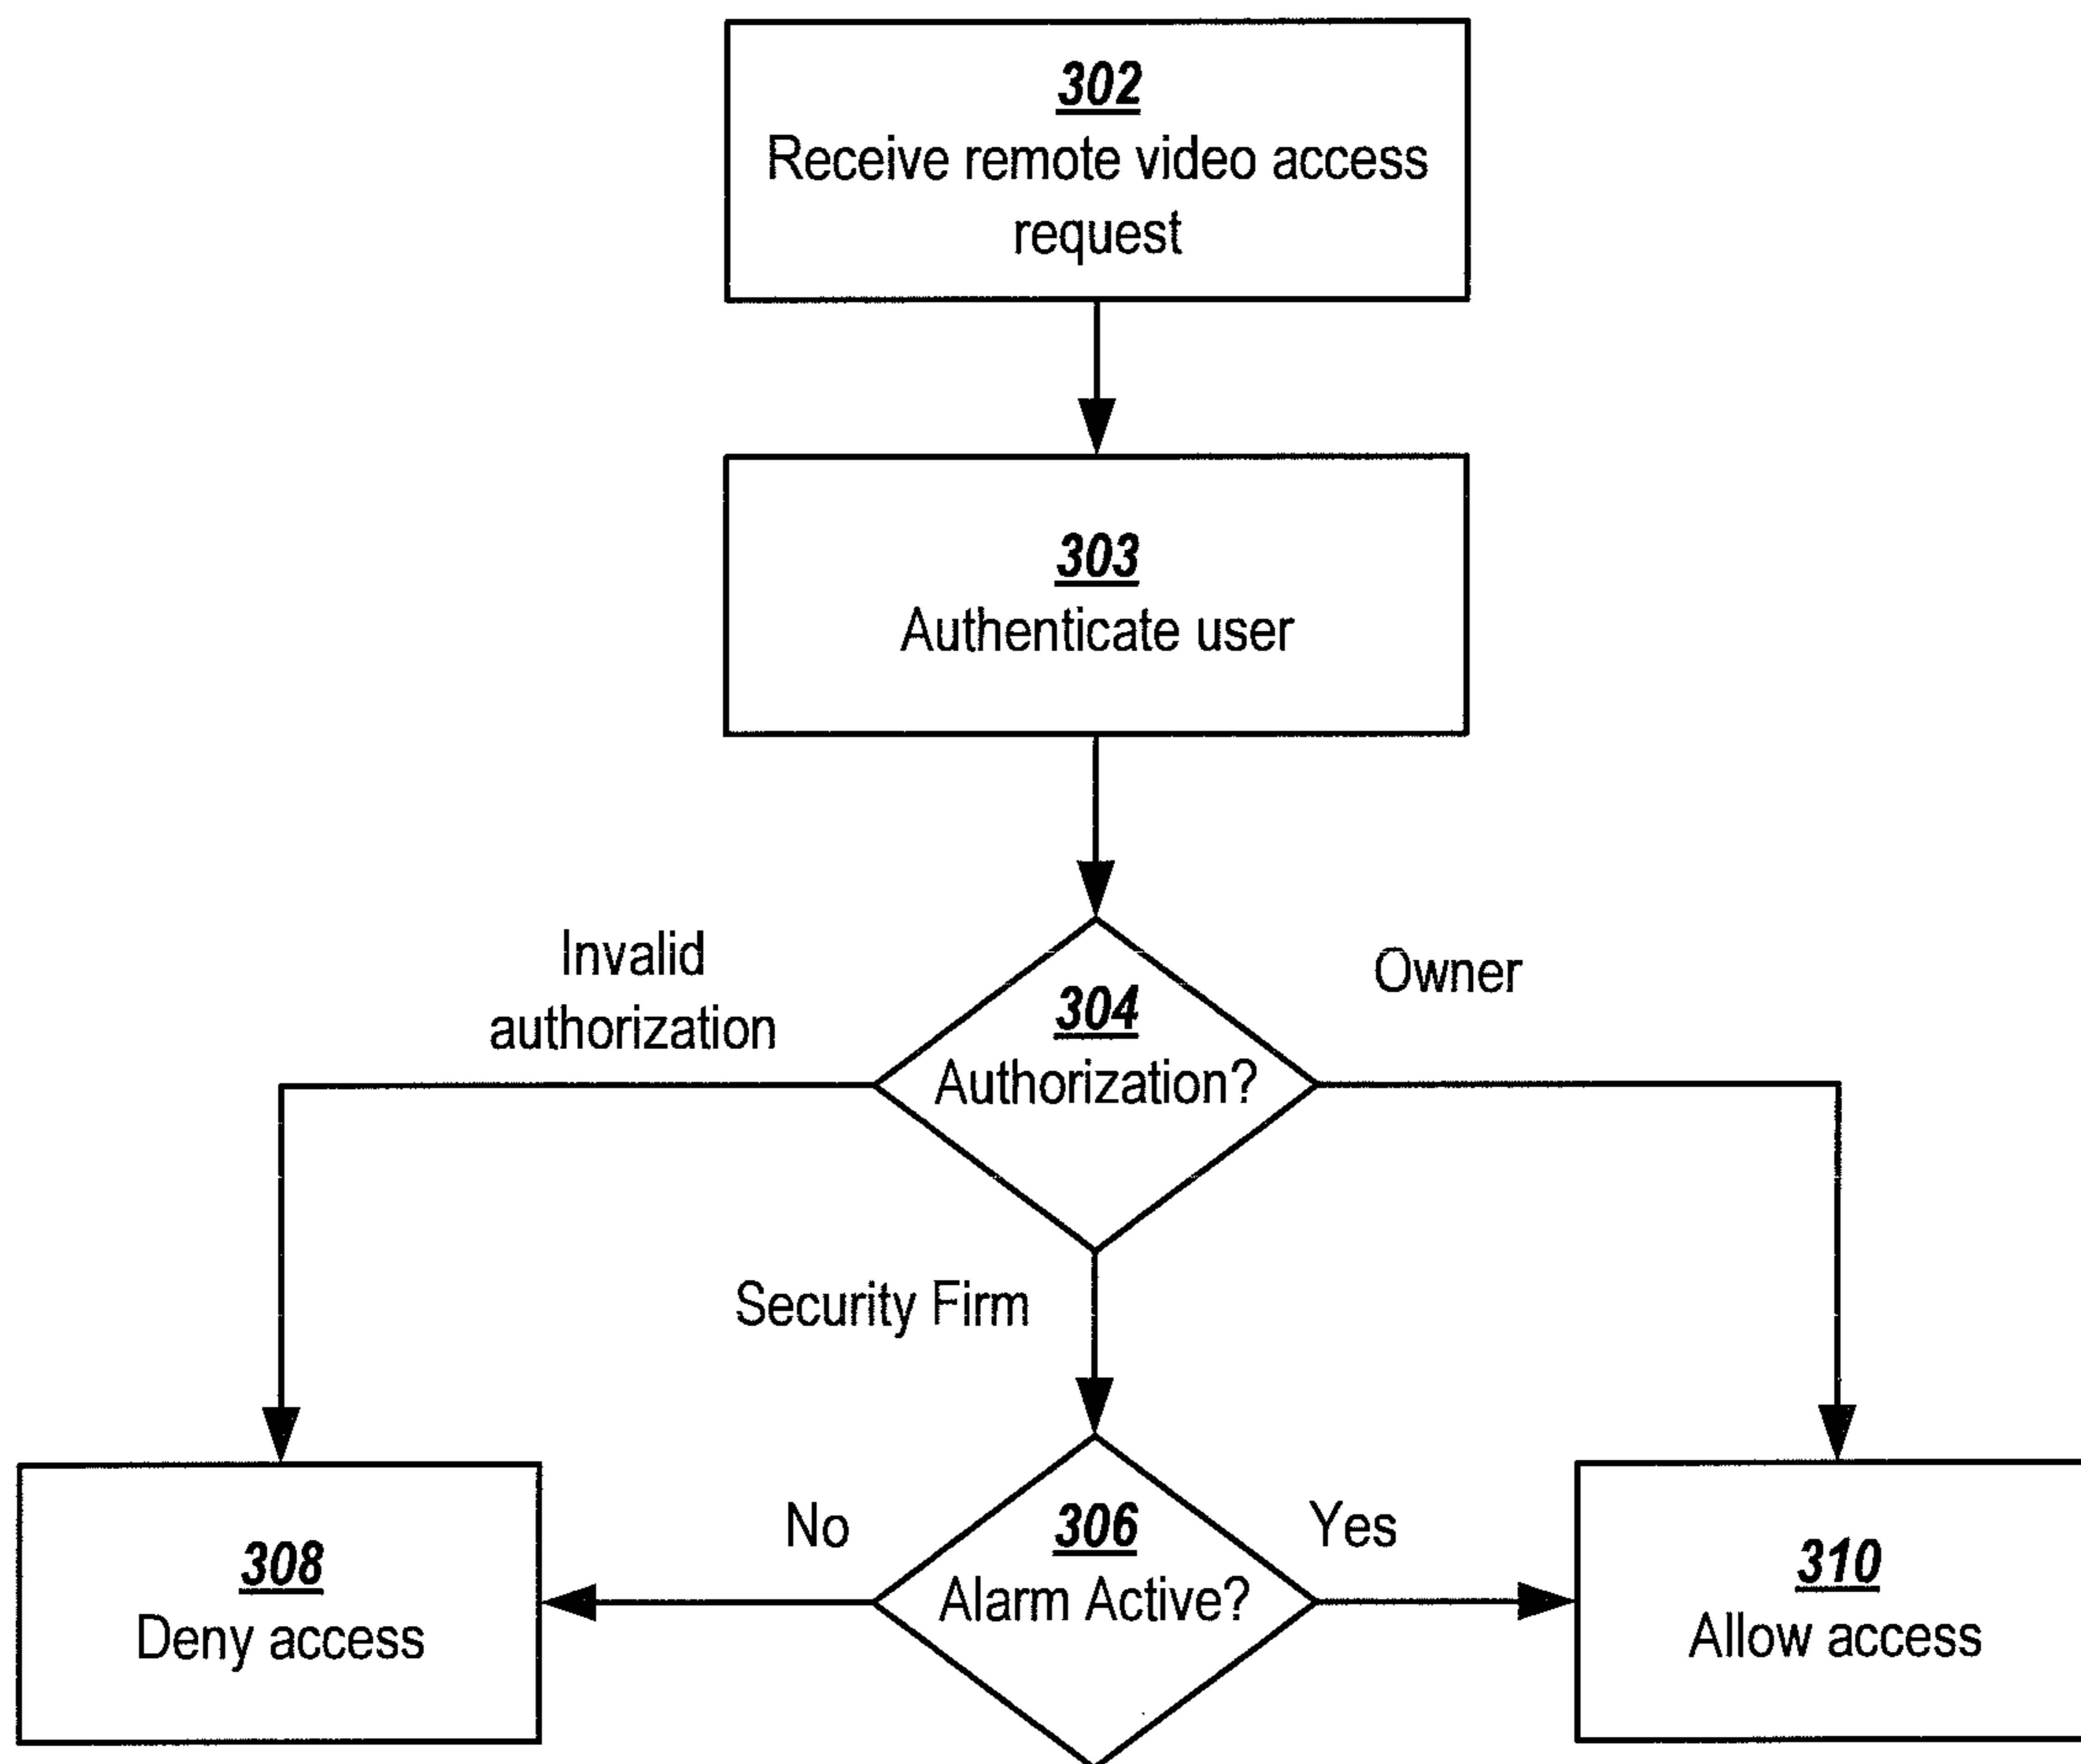 302
Receive remote video access
request
303
Authenticate user
Invalid
authorization
Owner
304
Authorization?
Security Firm
No
306
Alarm Active?
Yes
308
Deny access
310
Allow access